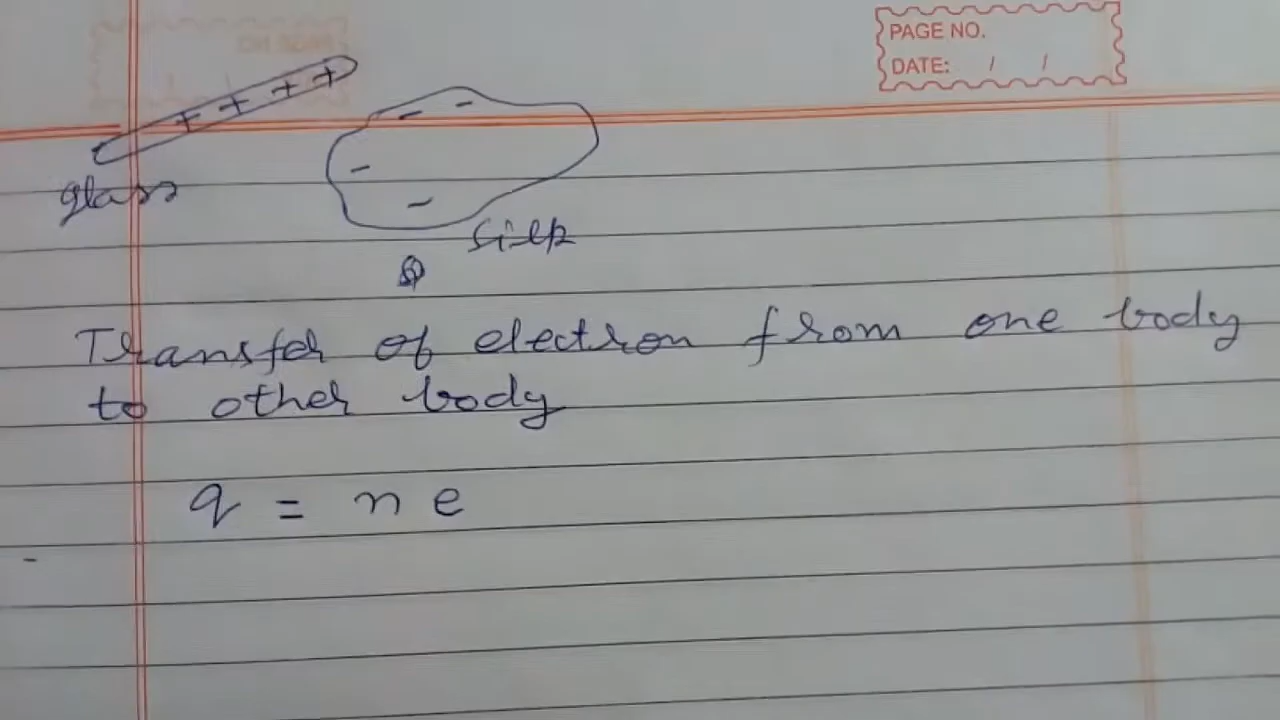 PAGE NO.
DATE: / /
+ + + +
- -
glass
-
-
silk
Transfer of electron from one body
to other body
q = n e